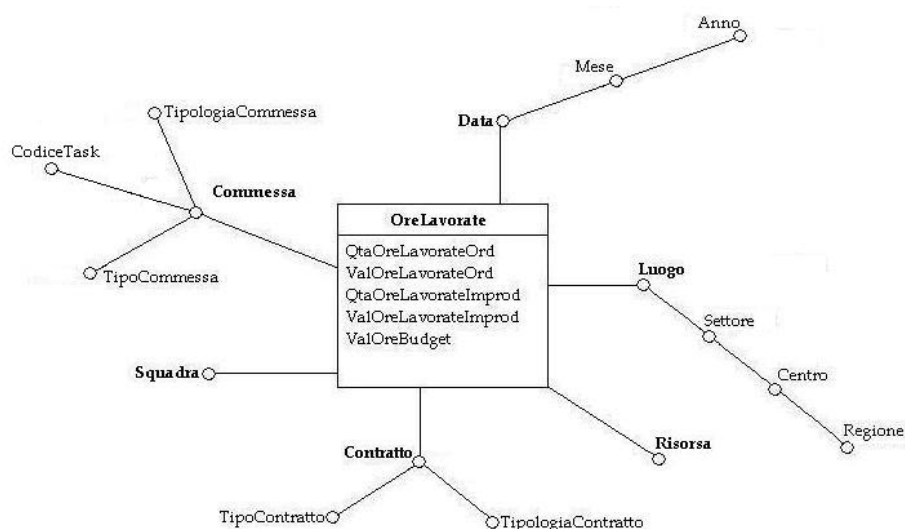 Anno
Mese
Data
TipologiaCommessa
CodiceTask
Commessa
TipoCommessa
OreLavorate
QtaOreLavorateOrd
ValOreLavorateOrd
QtaOreLavorateImprod
ValOreLavorateImprod
ValOreBudget
Luogo
Settore
Centro
Regione
Squadra
Contratto
Risorsa
TipoContratto
TipologiaContratto